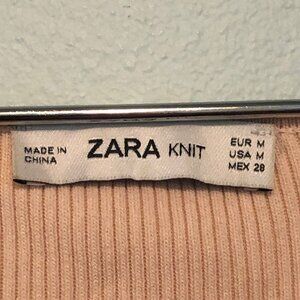 MADE IN
CHINA
ZARA KNIT
EUR M
USA M
MEX 28